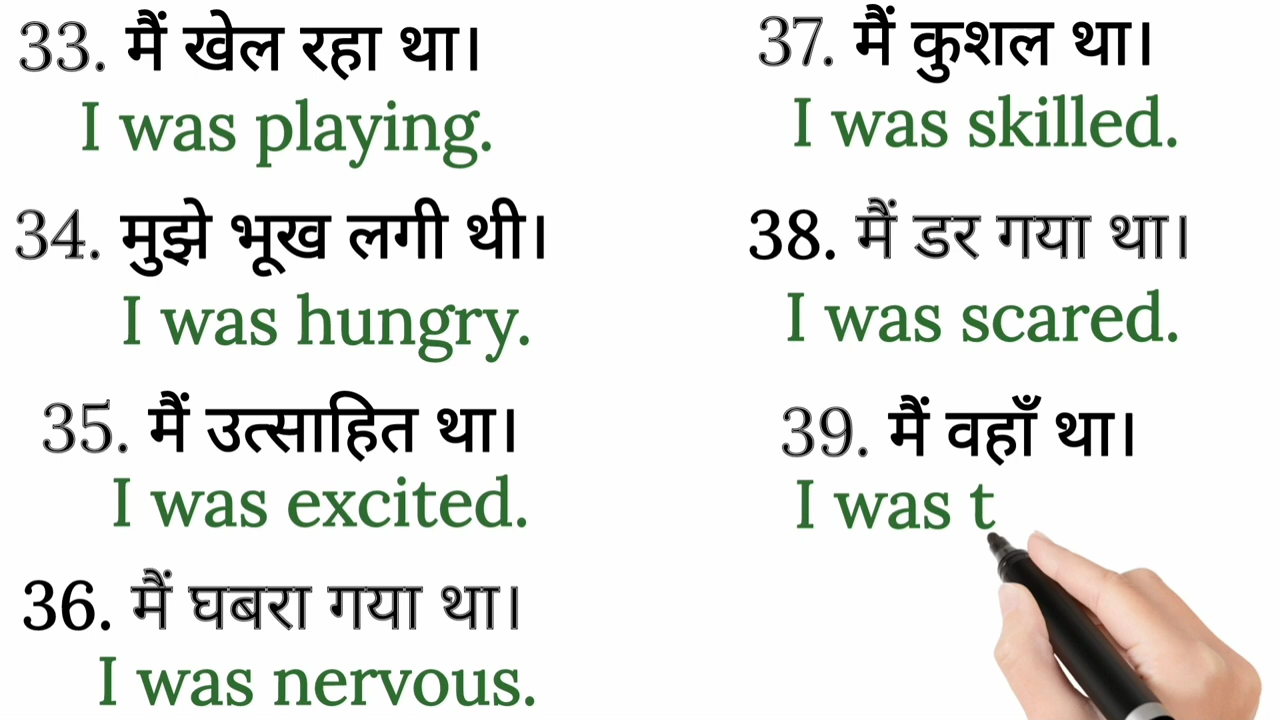 33. मैं खेल रहा था।
I was playing.
34. मुझे भूख लगी थी।
I was hungry.
35. मैं उत्साहित था।
I was excited.
36. मैं घबरा गया था।
I was nervous.
37. मैं कुशल था।
I was skilled.
38. मैं डर गया था।
I was scared.
39. मैं वहाँ था।
I was t